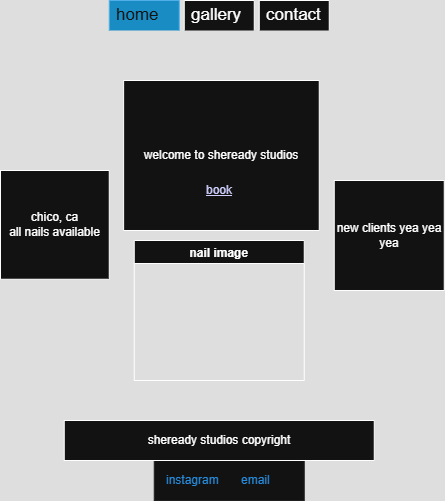 home
gallery
contact
welcome to sheready studios
book
chico, ca
all nails available
new clients yea yea
yea
nail image
sheready studios copyright
instagram
email